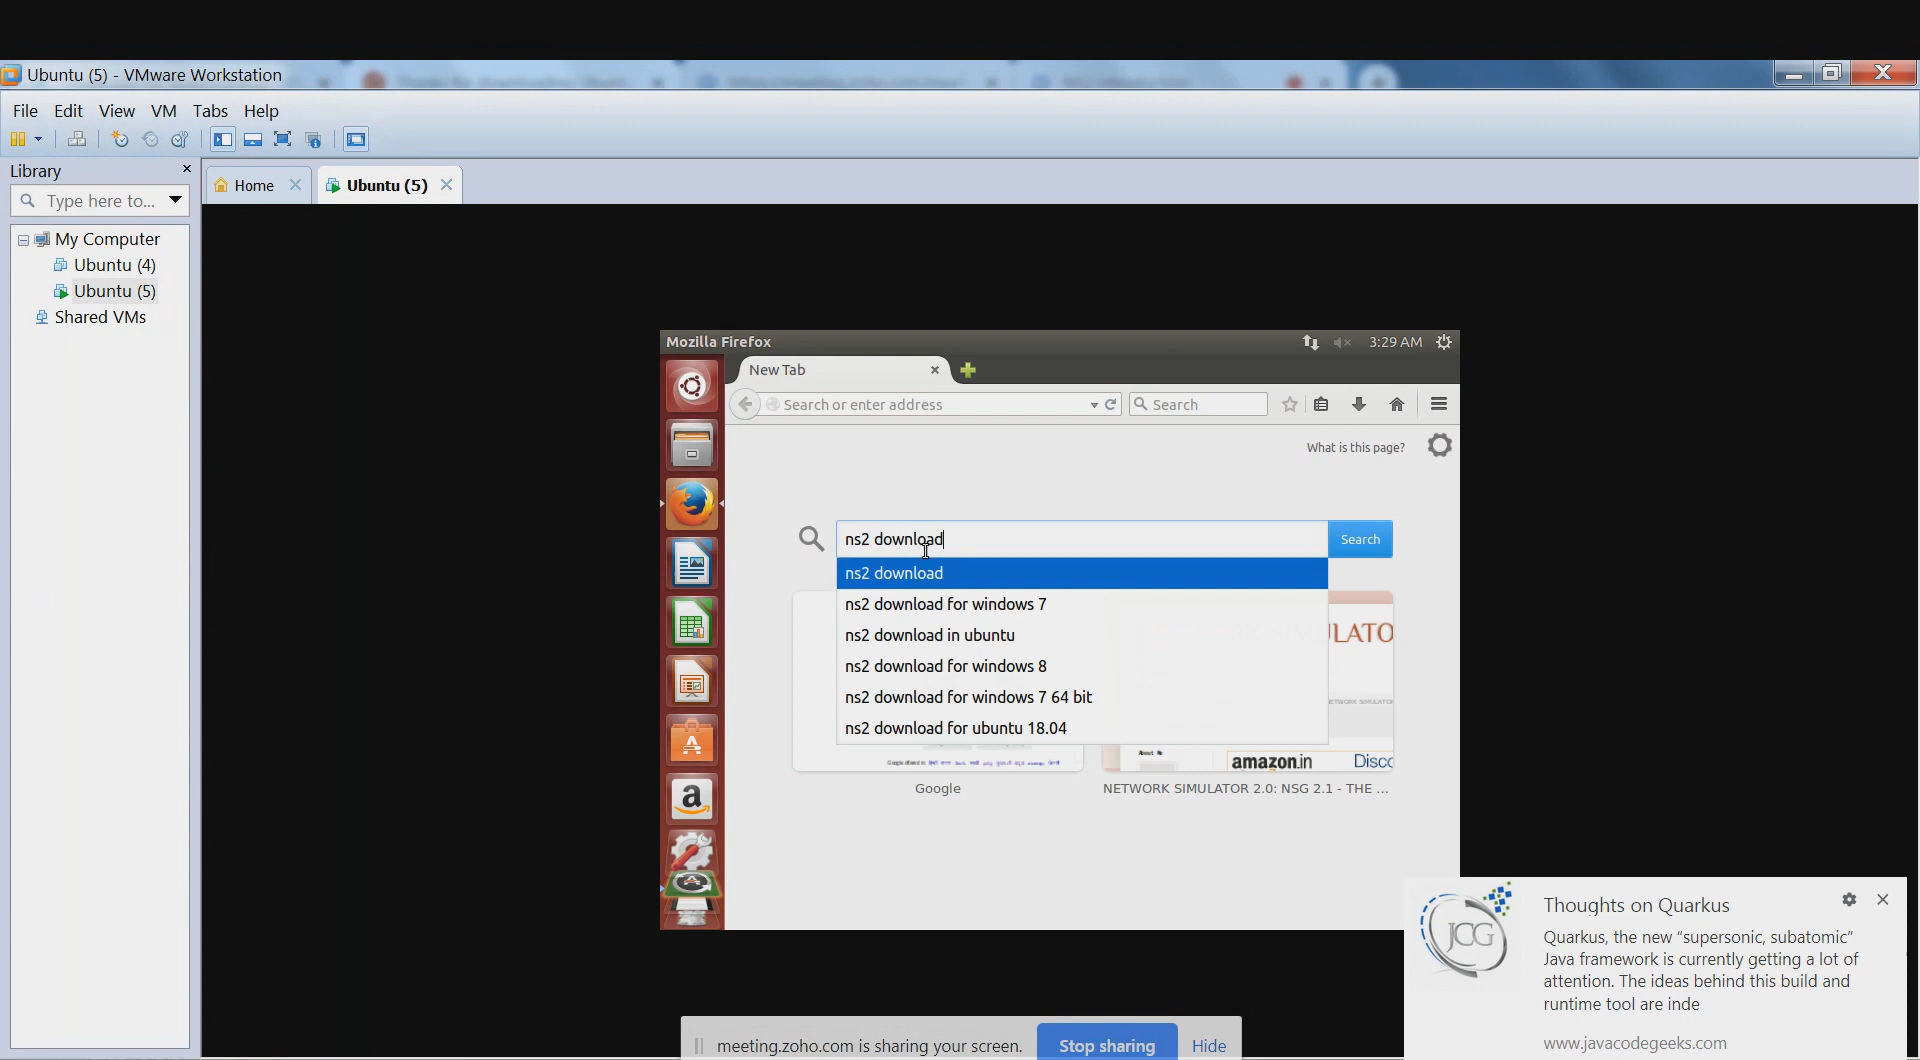 Ubuntu (5) - VMware Workstation
File Edit View VM Tabs Help
Library
Type here to...
My Computer
Ubuntu (4)
Ubuntu (5)
Shared VMs
Home
Ubuntu (5)
Mozilla Firefox
3:29 AM
New Tab
Search or enter address
Search
What is this page?
ns2 download
Search
ns2 download
ns2 download for windows 7
ns2 download in ubuntu
ns2 download for windows 8
ns2 download for windows 7 64 bit
ns2 download for ubuntu 18.04
amazon.in
Google
NETWORK SIMULATOR 2.0: NSG 2.1 - THE ...
JCG
Thoughts on Quarkus
Quarkus, the new “supersonic, subatomic”
Java framework is currently getting a lot of
attention. The ideas behind this build and
runtime tool are inde
www.javacodegeeks.com
meeting.zoho.com is sharing your screen.
Stop sharing
Hide